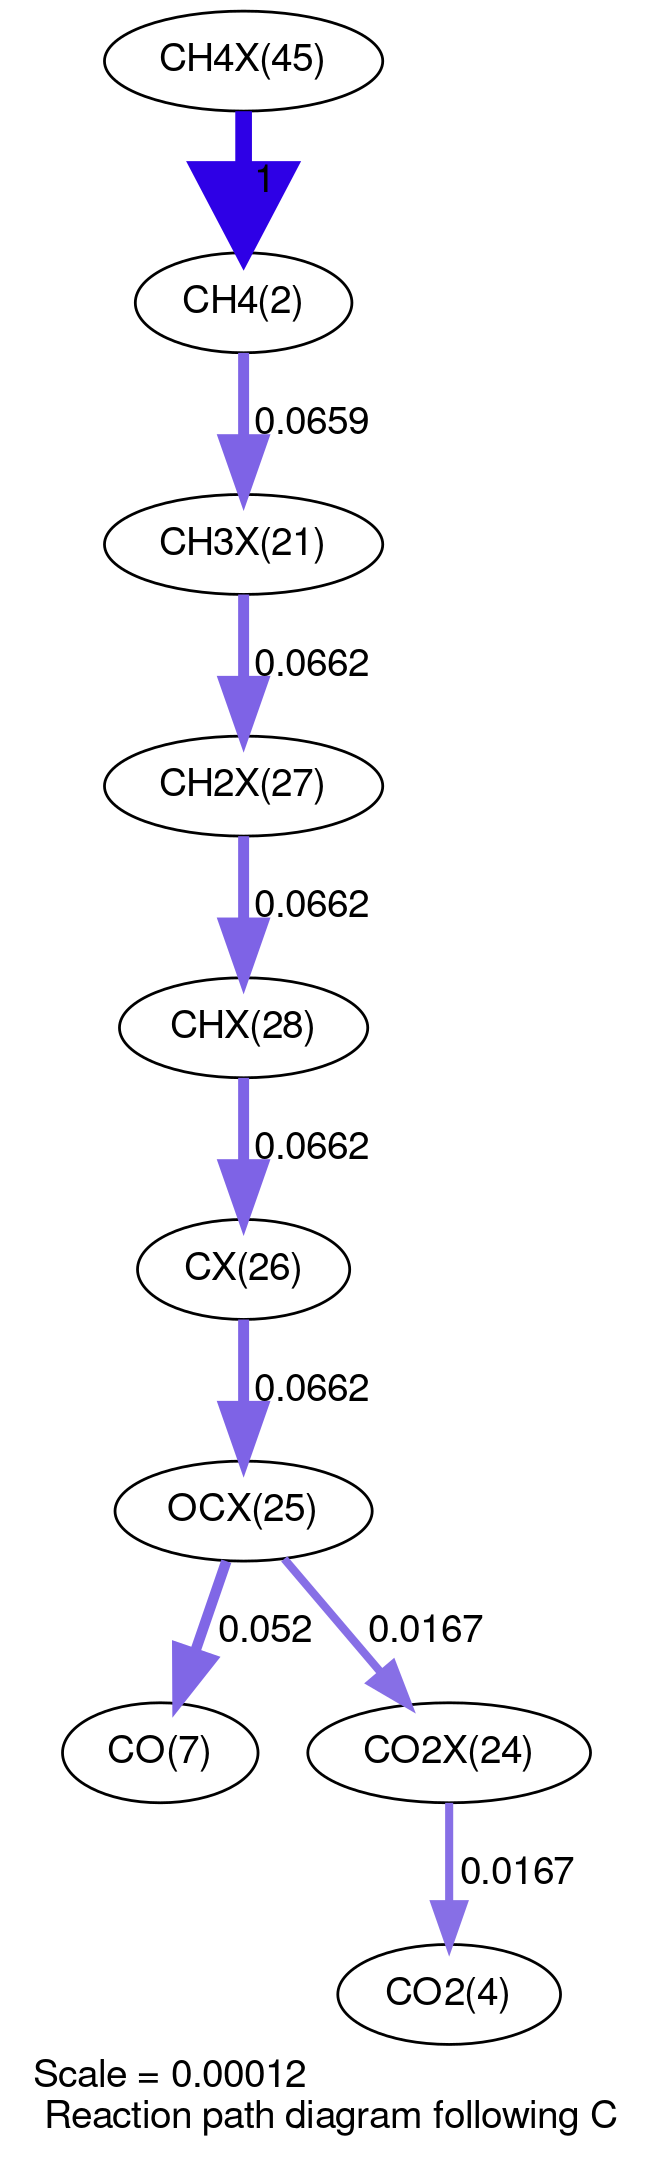 CH4X(45)
1
CH4(2)
0.0659
CH3X(21)
0.0662
CH2X(27)
0.0662
CHX(28)
0.0662
CX(26)
0.0662
OCX(25)
0.052
0.0167
CO(7)
CO2X(24)
0.0167
CO2(4)
Scale = 0.00012
Reaction path diagram following C